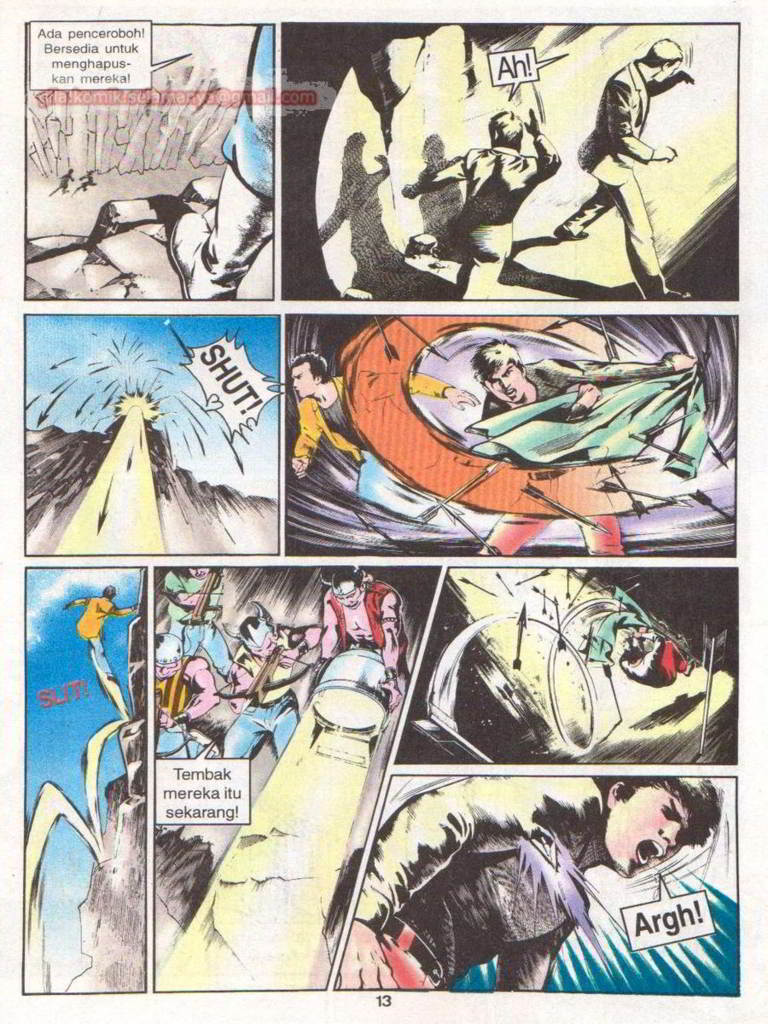 Ada penceroboh!
Bersedia untuk
menghapus-
kan mereka!
Ah!
SHUT!
SLIT!
Tembak
mereka itu
sekarang!
Argh!
13